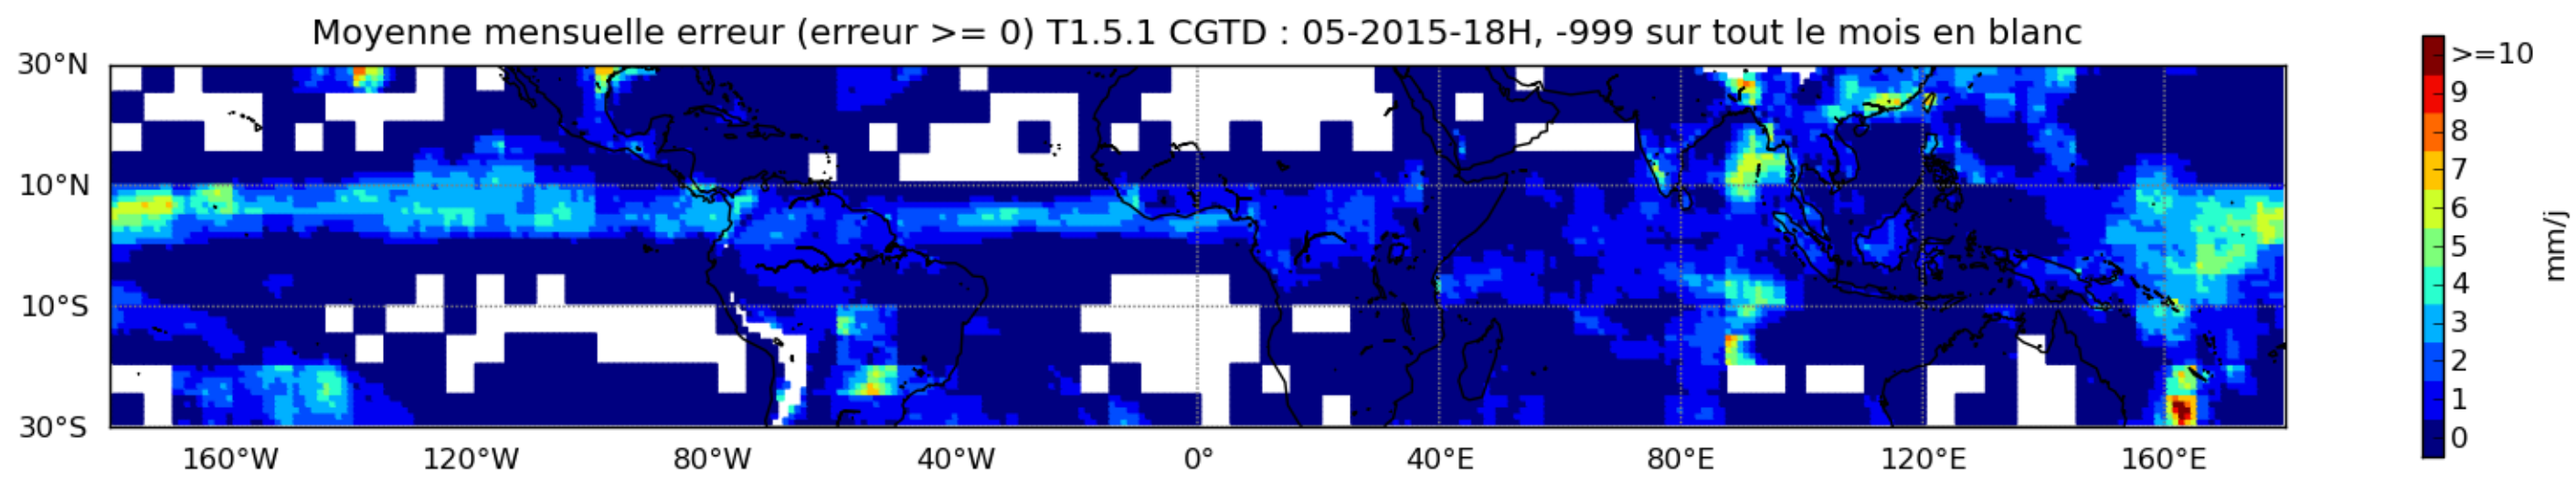 Moyenne mensuelle erreur (erreur >= 0) T1.5.1 CGTD : 05-2015-18H, -999 sur tout le mois en blanc
30°N
10°N
10°S
30°S
160°W 120°W 80°W 40°W 0° 40°E 80°E 120°E 160°E
>=10
9
8
7
6
5
4
3
2
1
0
mm/j